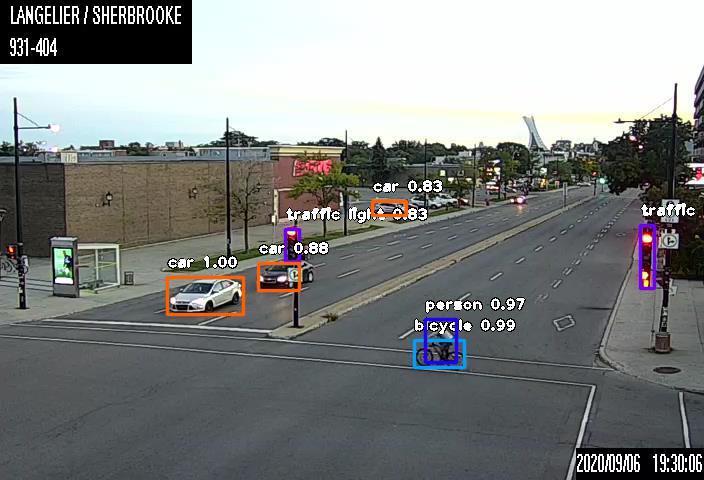 LANGELIER / SHERBROOKE
931-404
car 0.83
traffic light 0.83
traffic
car 0.88
car 1.00
person 0.97
bicycle 0.99
2020/09/06 19:30:06